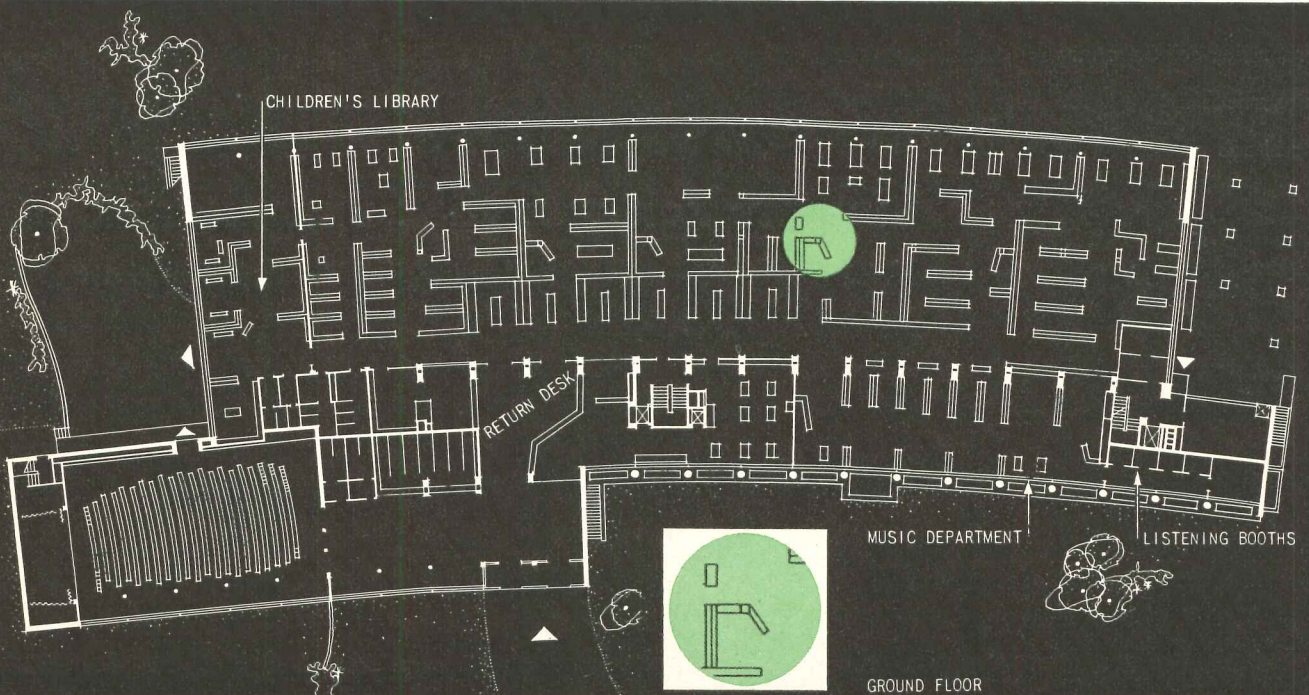 CHILDREN'S LIBRARY
RETURN DESK
MUSIC DEPARTMENT
LISTENING BOOTHS
GROUND FLOOR